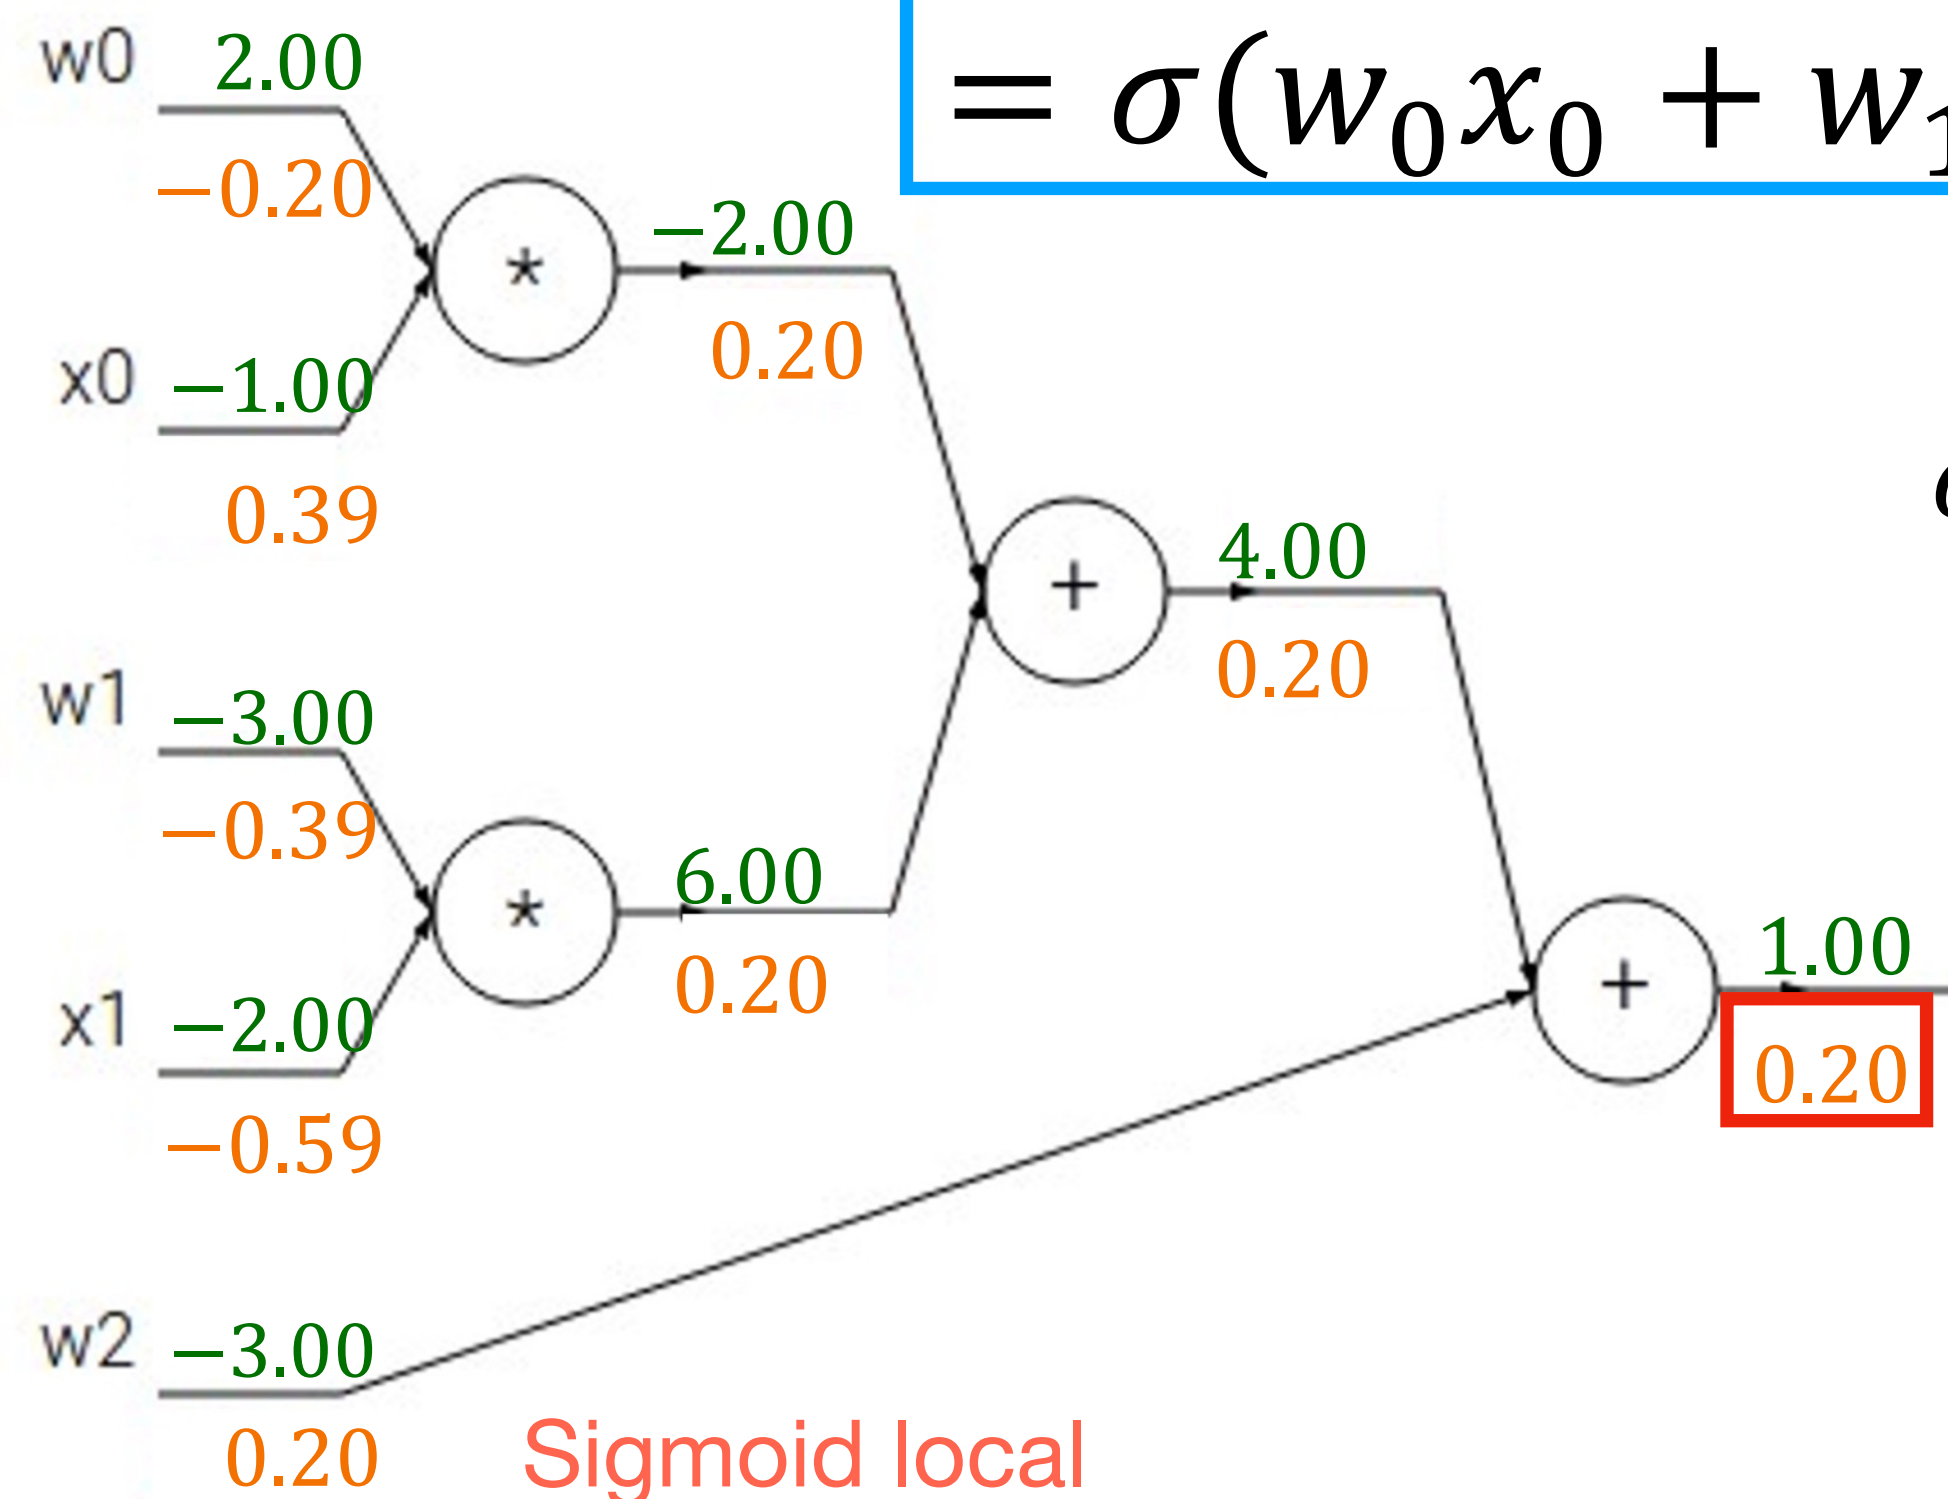 w0 2.00
= σ(w₀x₀ + w₁
−0.20
−2.00
*
0.20
x0 −1.00
0.39
4.00
+
0.20
w1 −3.00
−0.39
6.00
*
0.20
x1 −2.00
−0.59
1.00
+
0.20
w2 −3.00
0.20
Sigmoid local